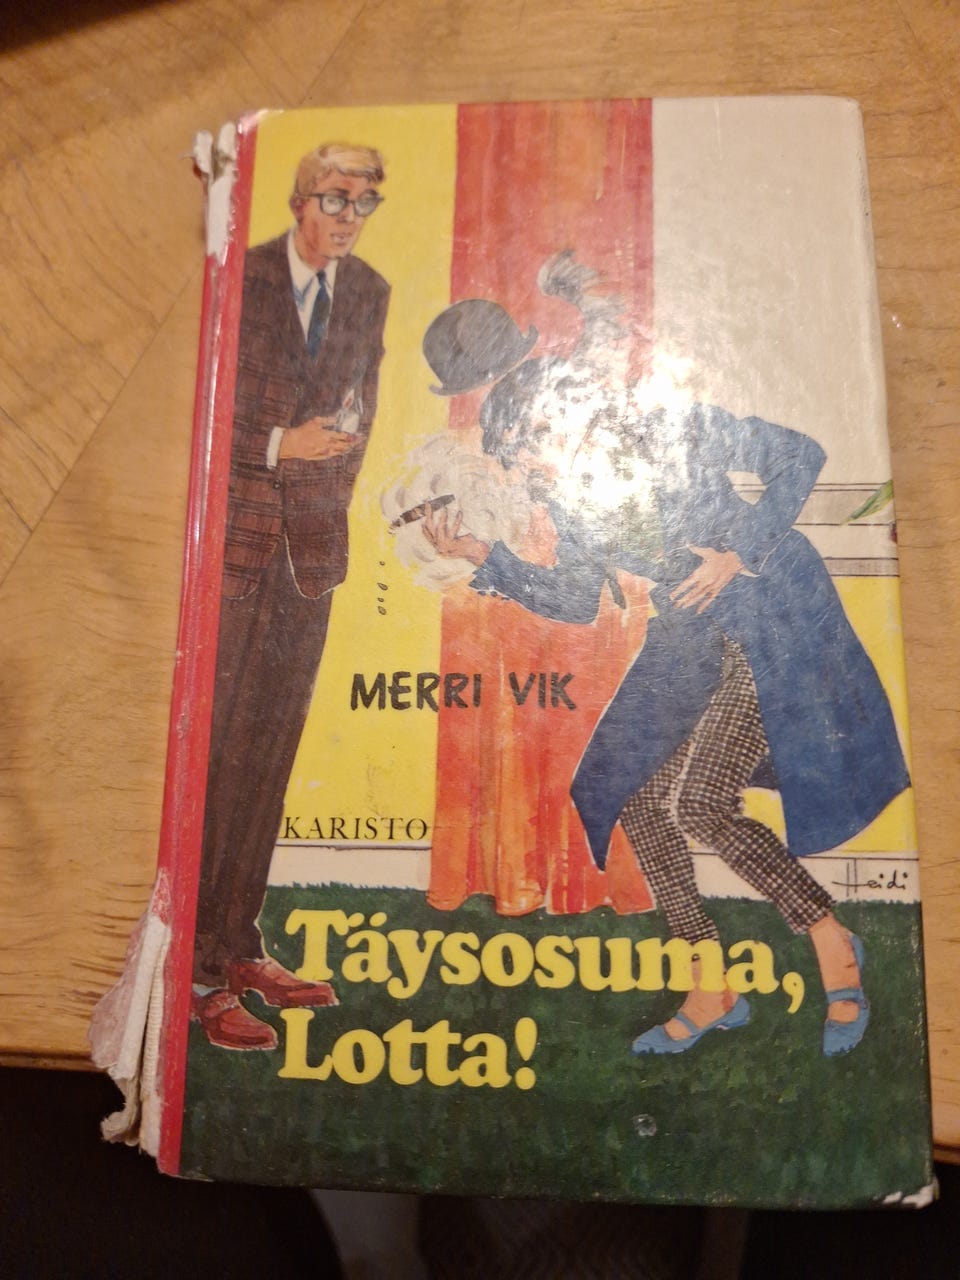 MERRI VIK
KARISTO
Heidi
Täysosuma,
Lotta!